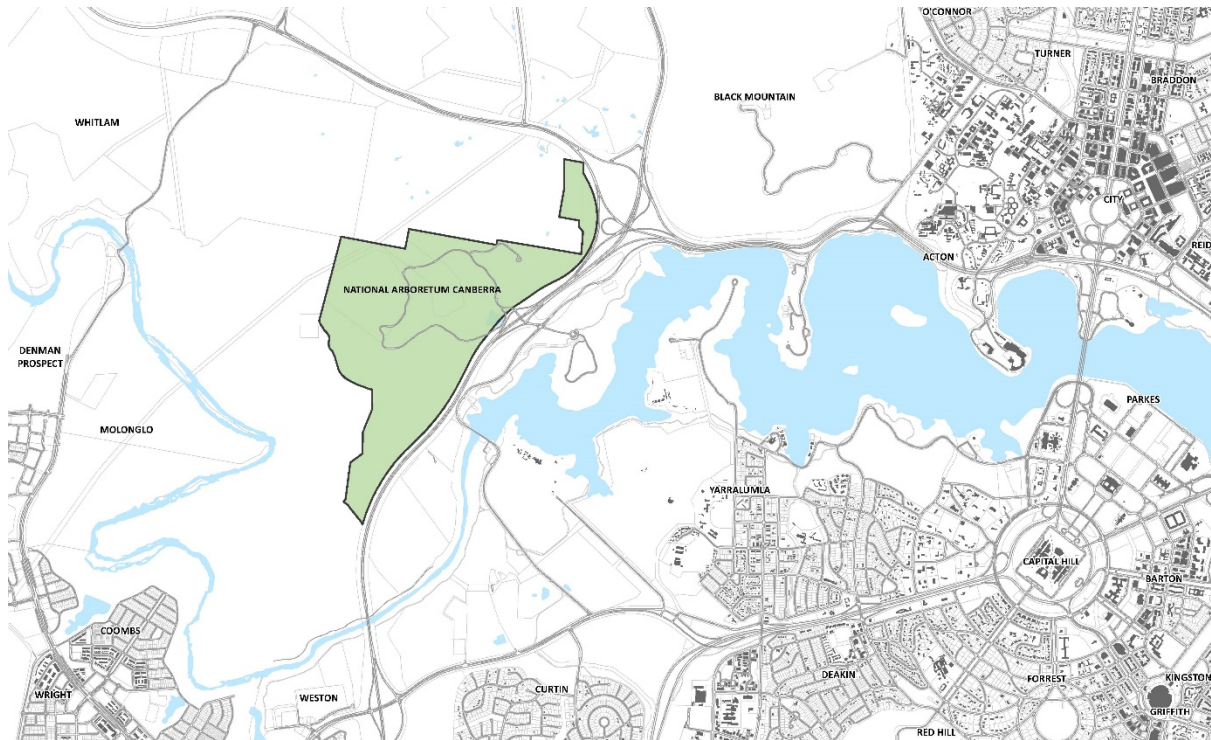 O'CONNOR
TURNER
BRADDON
BLACK MOUNTAIN
WHITLAM
CITY
REID
ACTON
NATIONAL ARBORETUM CANBERRA
DENMAN
PROSPECT
PARKES
MOLONGLO
YARRALUMLA
CAPITAL HILL
BARTON
COOMBS
DEAKIN
FORREST
KINGSTON
WRIGHT
WESTON
CURTIN
GRIFFITH
RED HILL